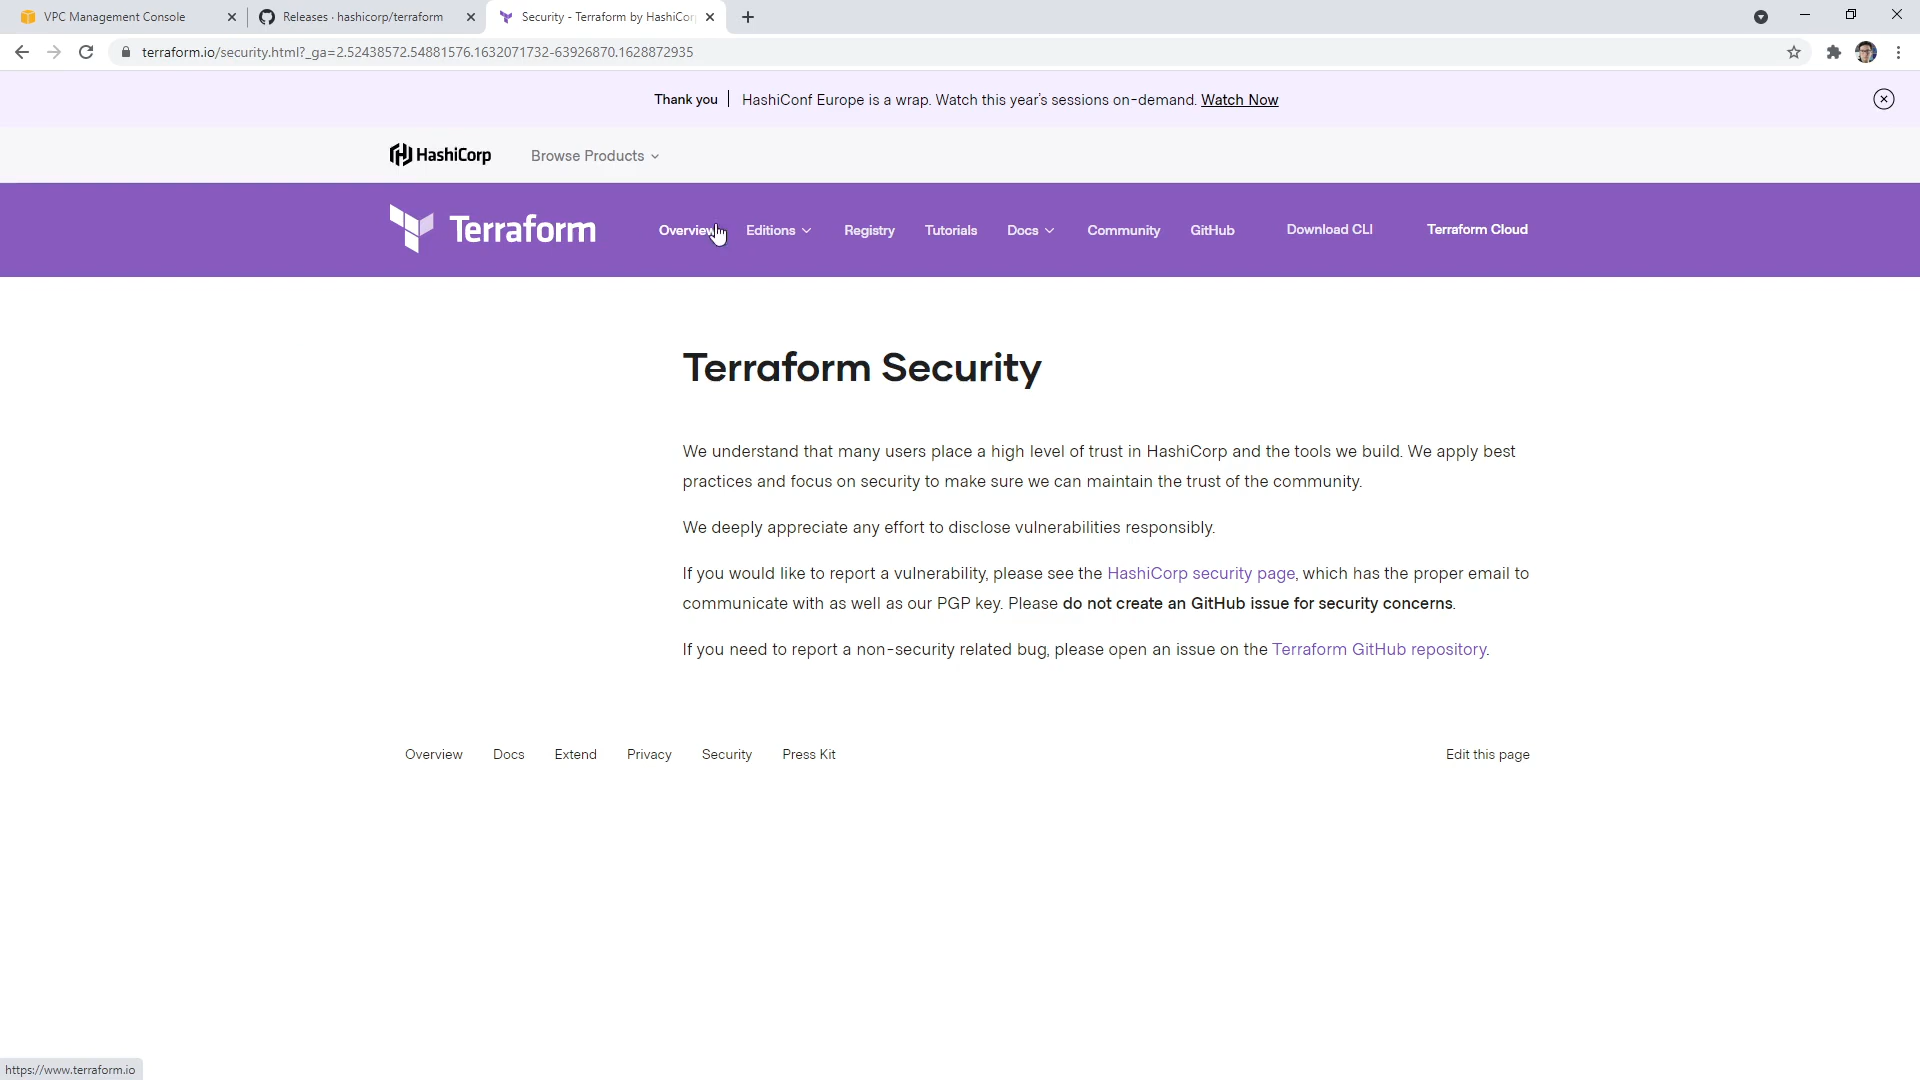 VPC Management Console
Releases · hashicorp/terraform
Security - Terraform by HashiCor
terraform.io/security.html?_ga=2.52438572.54881576.1632071732-63926870.1628872935
Thank you | HashiConf Europe is a wrap. Watch this year's sessions on-demand. Watch Now
HashiCorp Browse Products
Terraform Overview Editions Registry Tutorials Docs Community GitHub Download CLI Terraform Cloud
Terraform Security
We understand that many users place a high level of trust in HashiCorp and the tools we build. We apply best
practices and focus on security to make sure we can maintain the trust of the community.
We deeply appreciate any effort to disclose vulnerabilities responsibly.
If you would like to report a vulnerability, please see the HashiCorp security page, which has the proper email to
communicate with as well as our PGP key. Please do not create an GitHub issue for security concerns.
If you need to report a non-security related bug, please open an issue on the Terraform GitHub repository.
Overview Docs Extend Privacy Security Press Kit Edit this page
https://www.terraform.io